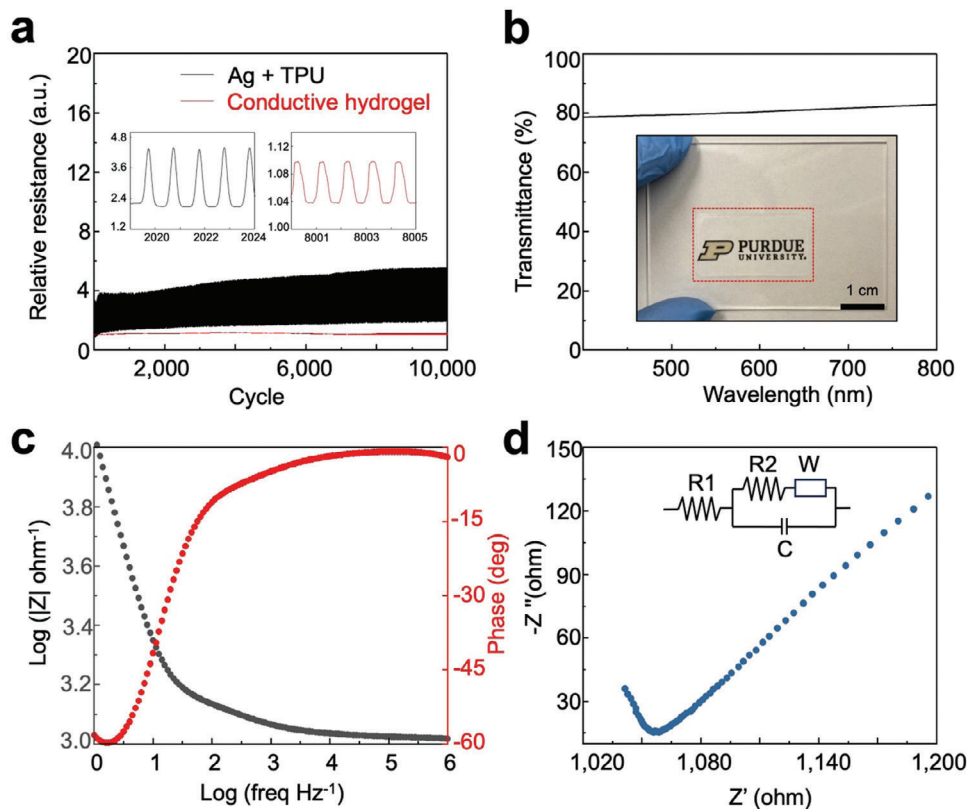 a
20
16
12
8
4
0
Relative resistance (a.u.)
Ag + TPU
Conductive hydrogel
4.8
3.6
2.4
1.2
2020
2022
2024
1.12
1.08
1.04
1.00
8001
8003
8005
2,000
6,000
10,000
Cycle
b
100
80
60
40
20
0
Transmittance (%)
PURDUE
UNIVERSITY.
1 cm
500
600
700
800
Wavelength (nm)
c
4.0
3.8
3.6
3.4
3.2
3.0
Log (|Z| ohm⁻¹)
0
-15
-30
-45
-60
Phase (deg)
0 1 2 3 4 5 6
Log (freq Hz⁻¹)
d
150
120
90
60
30
-Z ''(ohm)
R1
R2
W
C
1,020
1,080
1,140
1,200
Z' (ohm)